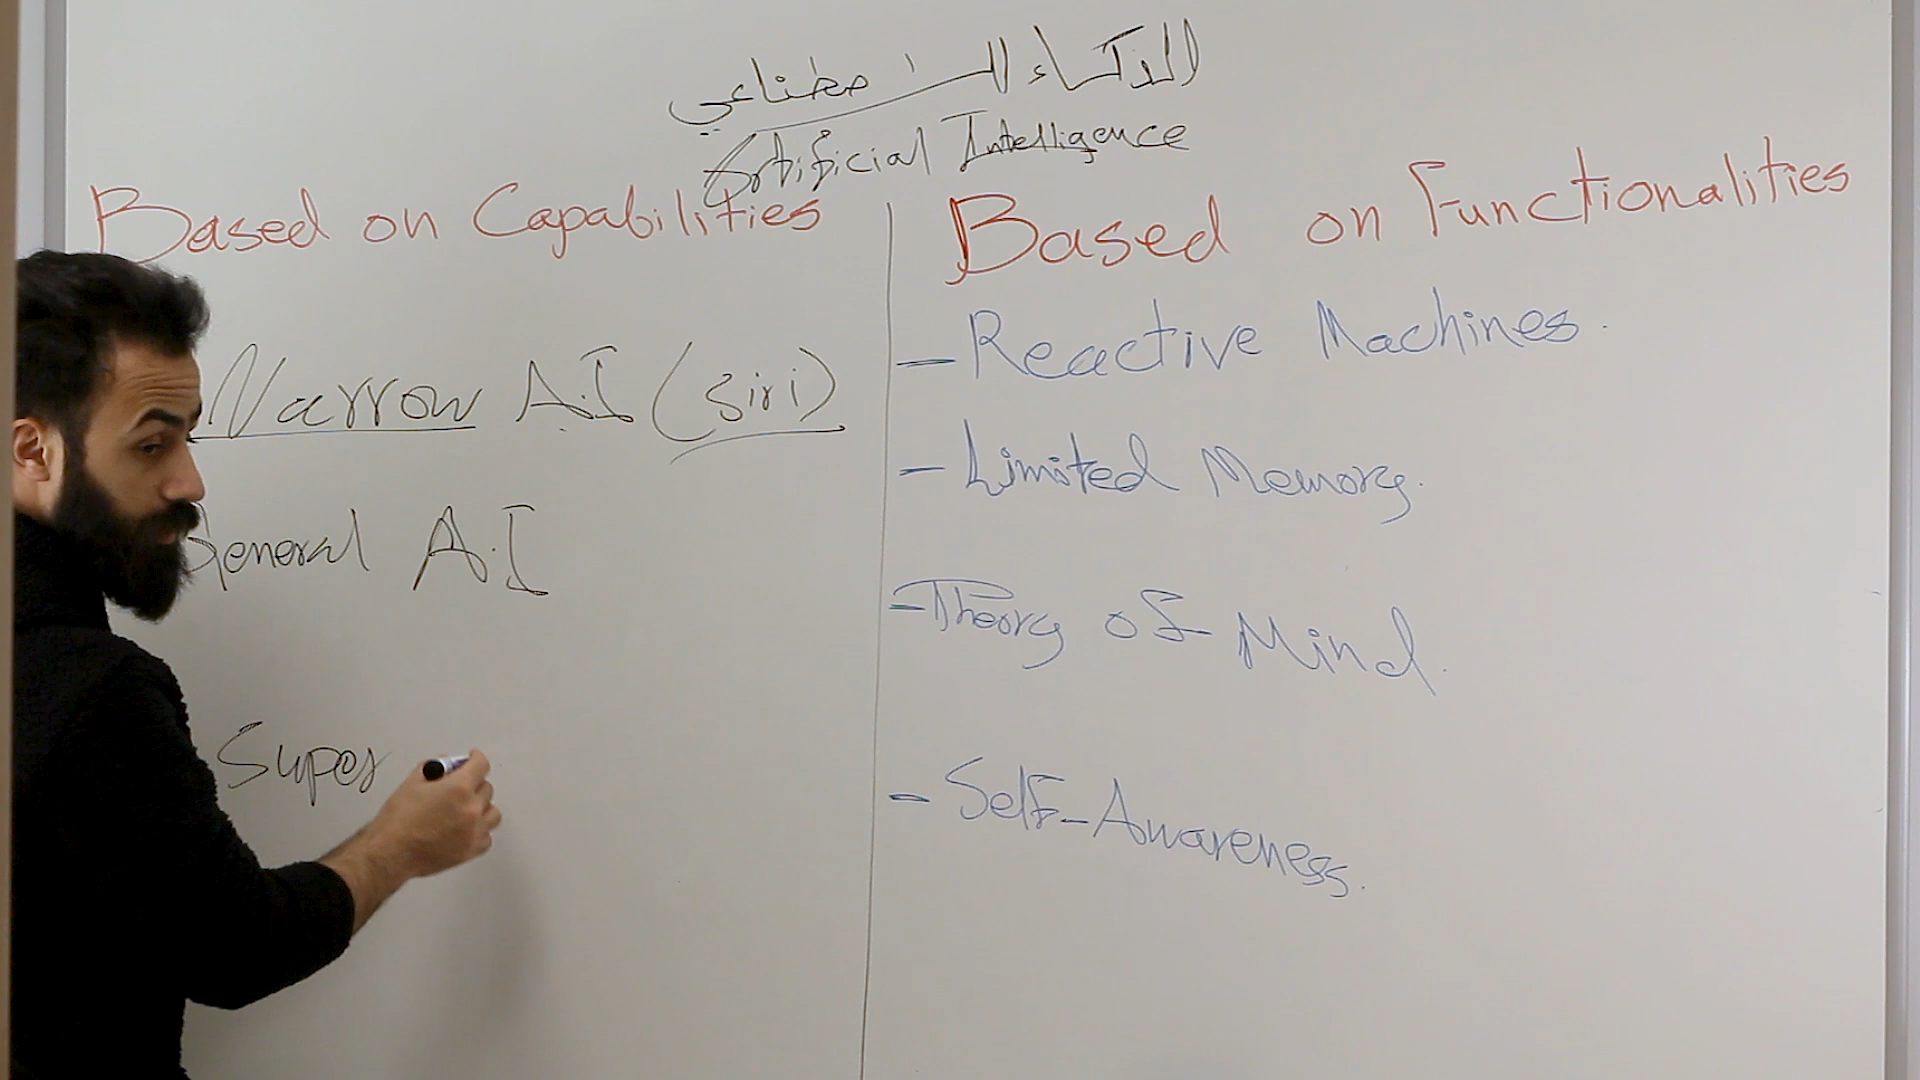 الذكاء الاصطناعي
Artificial Intelligence
Based on Capabilities
Narrow A.I (Siri)
General A.I
Super
Based on Functionalities
- Reactive Machines.
- Limited Memory.
- Theory of Mind.
- Self-Awareness.